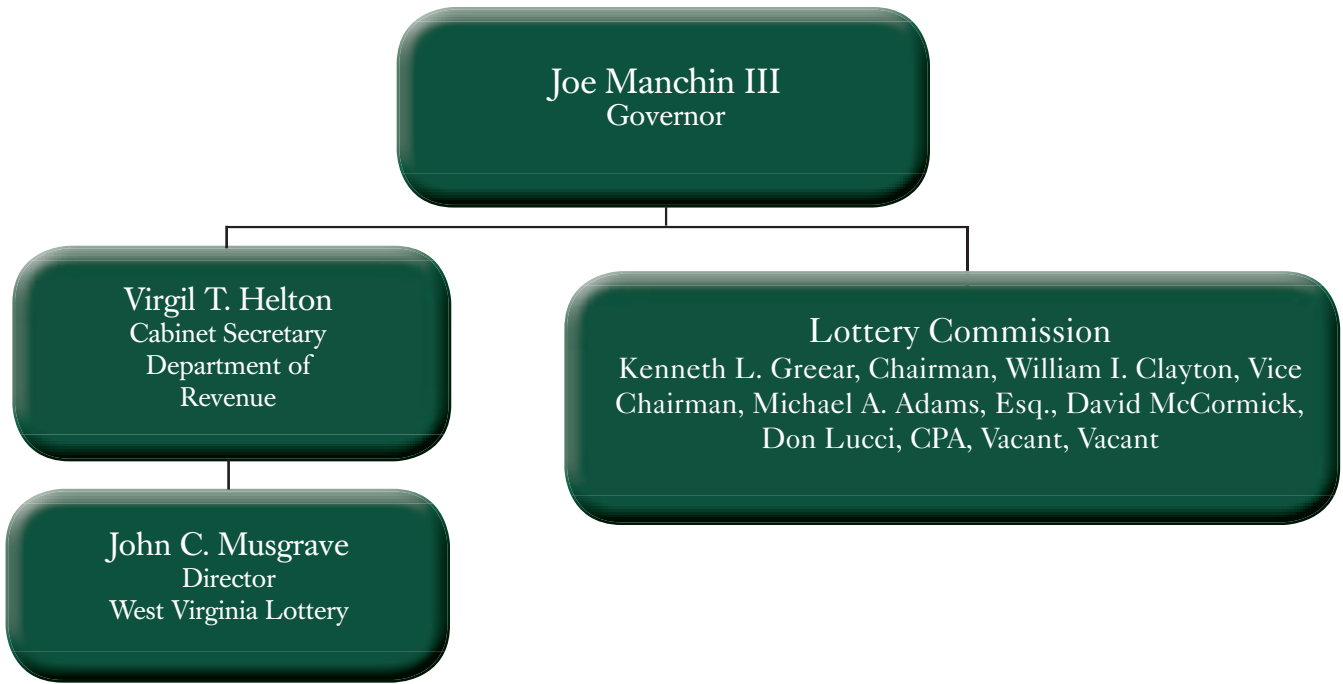 Joe Manchin III
Governor
Virgil T. Helton
Cabinet Secretary
Department of
Revenue
Lottery Commission
Kenneth L. Greear, Chairman, William I. Clayton, Vice
Chairman, Michael A. Adams, Esq., David McCormick,
Don Lucci, CPA, Vacant, Vacant
John C. Musgrave
Director
West Virginia Lottery